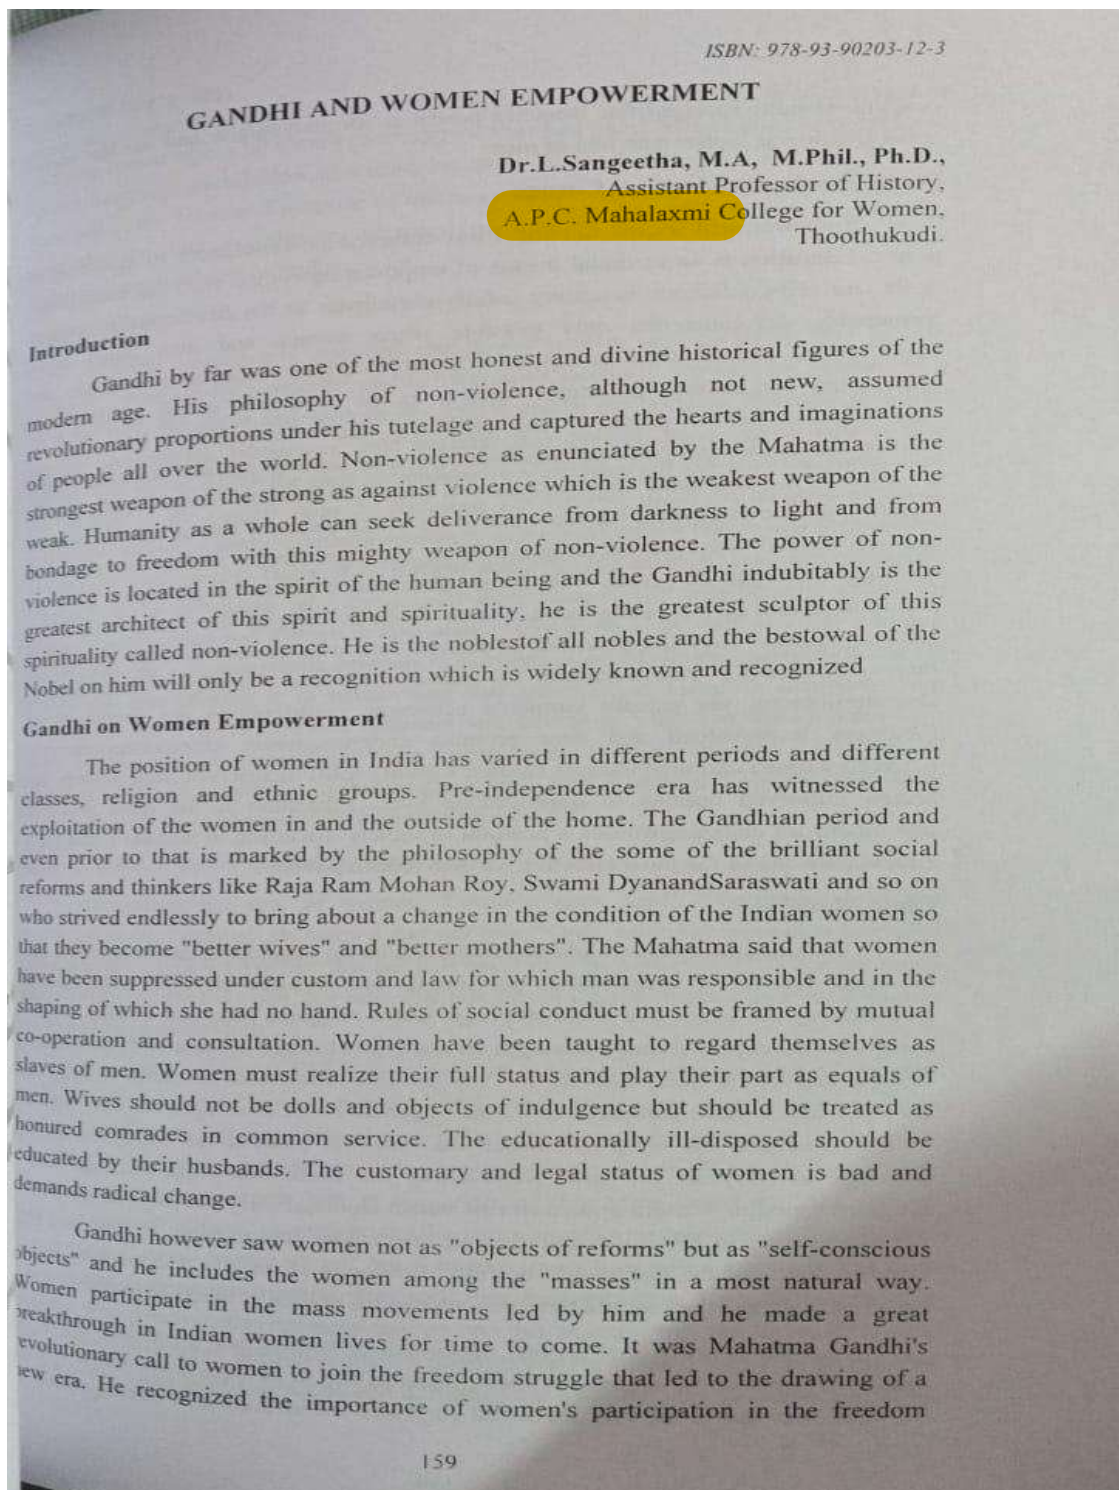 ISBN: 978-93-90203-12-3
GANDHI AND WOMEN EMPOWERMENT
Dr.L.Sangeetha, M.A, M.Phil., Ph.D.,
Assistant Professor of History,
A.P.C. Mahalaxmi College for Women,
Thoothukudi.
Introduction
Gandhi by far was one of the most honest and divine historical figures of the
modern age. His philosophy of non-violence, although not new, assumed
revolutionary proportions under his tutelage and captured the hearts and imaginations
of people all over the world. Non-violence as enunciated by the Mahatma is the
strongest weapon of the strong as against violence which is the weakest weapon of the
weak. Humanity as a whole can seek deliverance from darkness to light and from
bondage to freedom with this mighty weapon of non-violence. The power of non-
violence is located in the spirit of the human being and the Gandhi indubitably is the
greatest architect of this spirit and spirituality, he is the greatest sculptor of this
spirituality called non-violence. He is the noblestof all nobles and the bestowal of the
Nobel on him will only be a recognition which is widely known and recognized
Gandhi on Women Empowerment
The position of women in India has varied in different periods and different
classes, religion and ethnic groups. Pre-independence era has witnessed the
exploitation of the women in and the outside of the home. The Gandhian period and
even prior to that is marked by the philosophy of the some of the brilliant social
reforms and thinkers like Raja Ram Mohan Roy, Swami DyanandSaraswati and so on
who strived endlessly to bring about a change in the condition of the Indian women so
that they become "better wives" and "better mothers". The Mahatma said that women
have been suppressed under custom and law for which man was responsible and in the
shaping of which she had no hand. Rules of social conduct must be framed by mutual
co-operation and consultation. Women have been taught to regard themselves as
slaves of men. Women must realize their full status and play their part as equals of
men. Wives should not be dolls and objects of indulgence but should be treated as
honured comrades in common service. The educationally ill-disposed should be
educated by their husbands. The customary and legal status of women is bad and
demands radical change.
Gandhi however saw women not as "objects of reforms" but as "self-conscious
objects" and he includes the women among the "masses" in a most natural way.
Women participate in the mass movements led by him and he made a great
breakthrough in Indian women lives for time to come. It was Mahatma Gandhi's
evolutionary call to women to join the freedom struggle that led to the drawing of a
new era. He recognized the importance of women's participation in the freedom
159